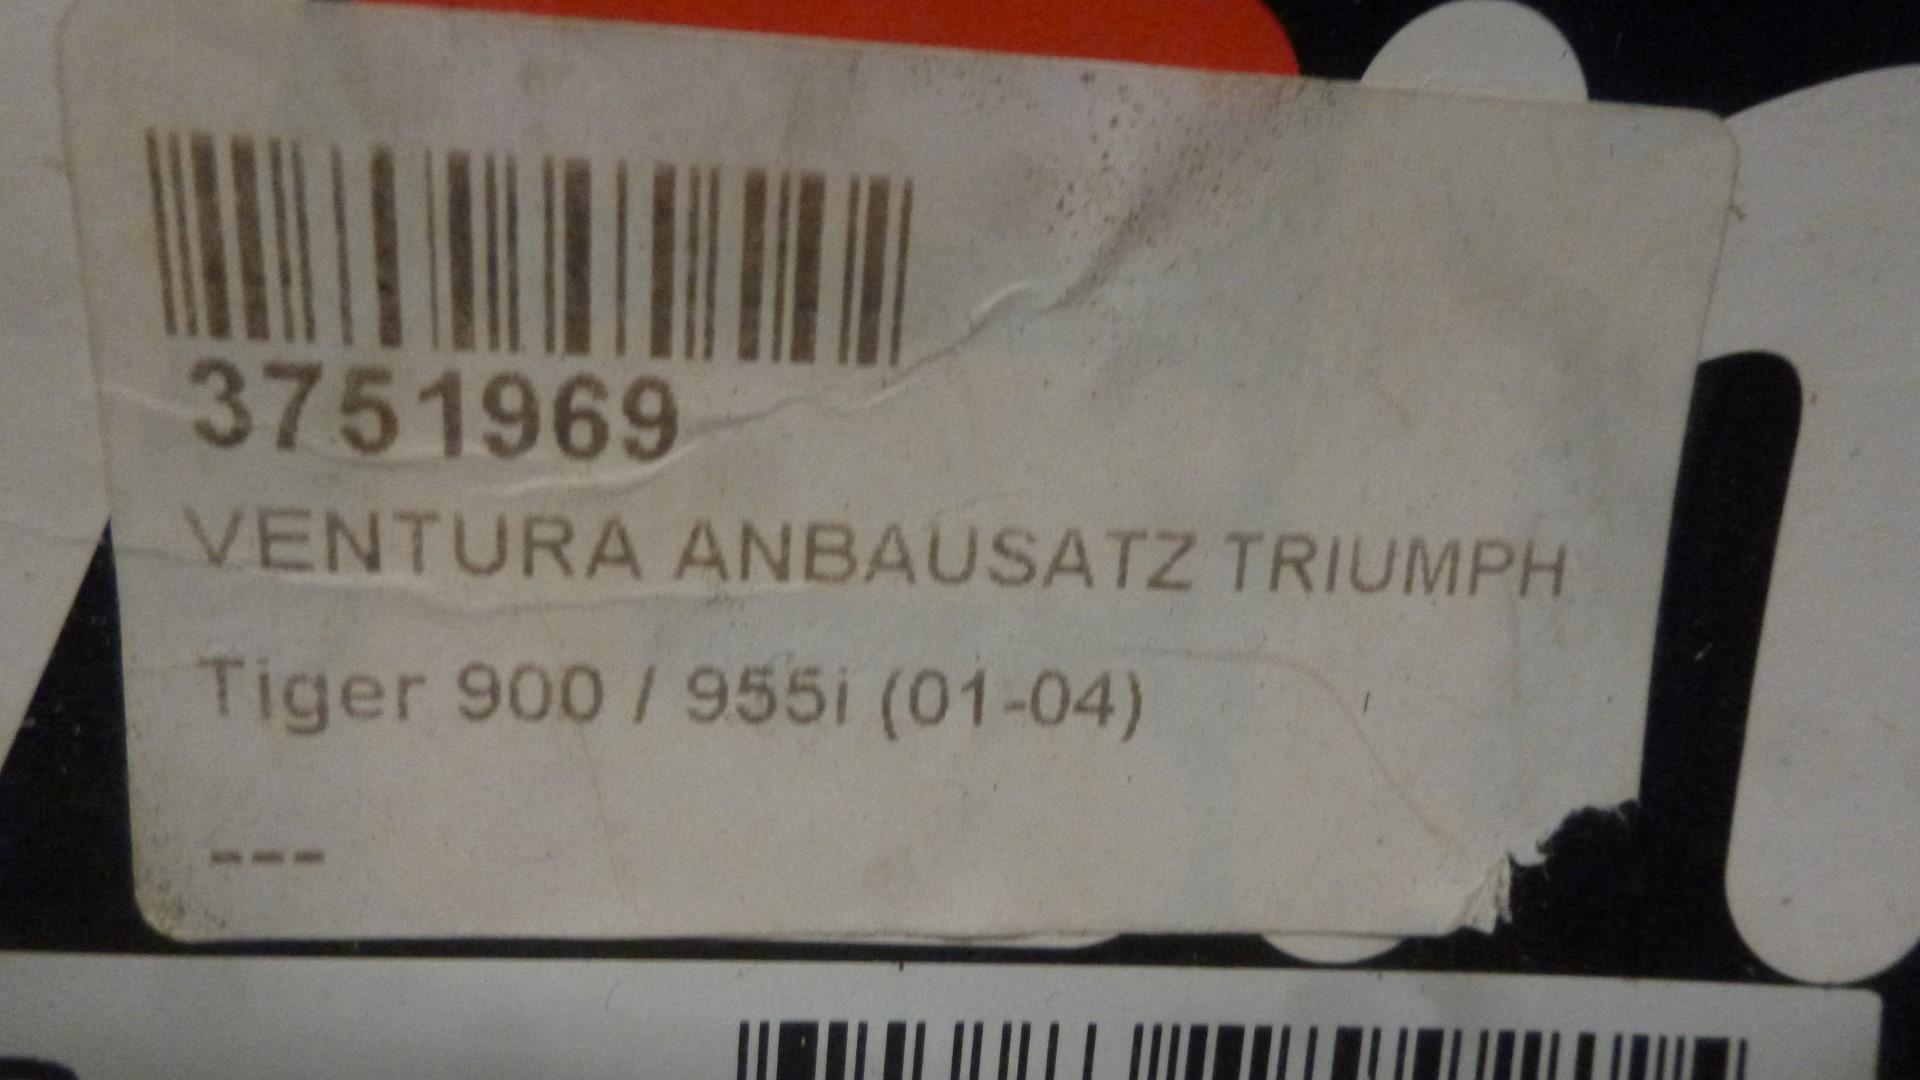 3751969
VENTURA ANBAUSATZ TRIUMPH
Tiger 900 / 955i (01-04)
---